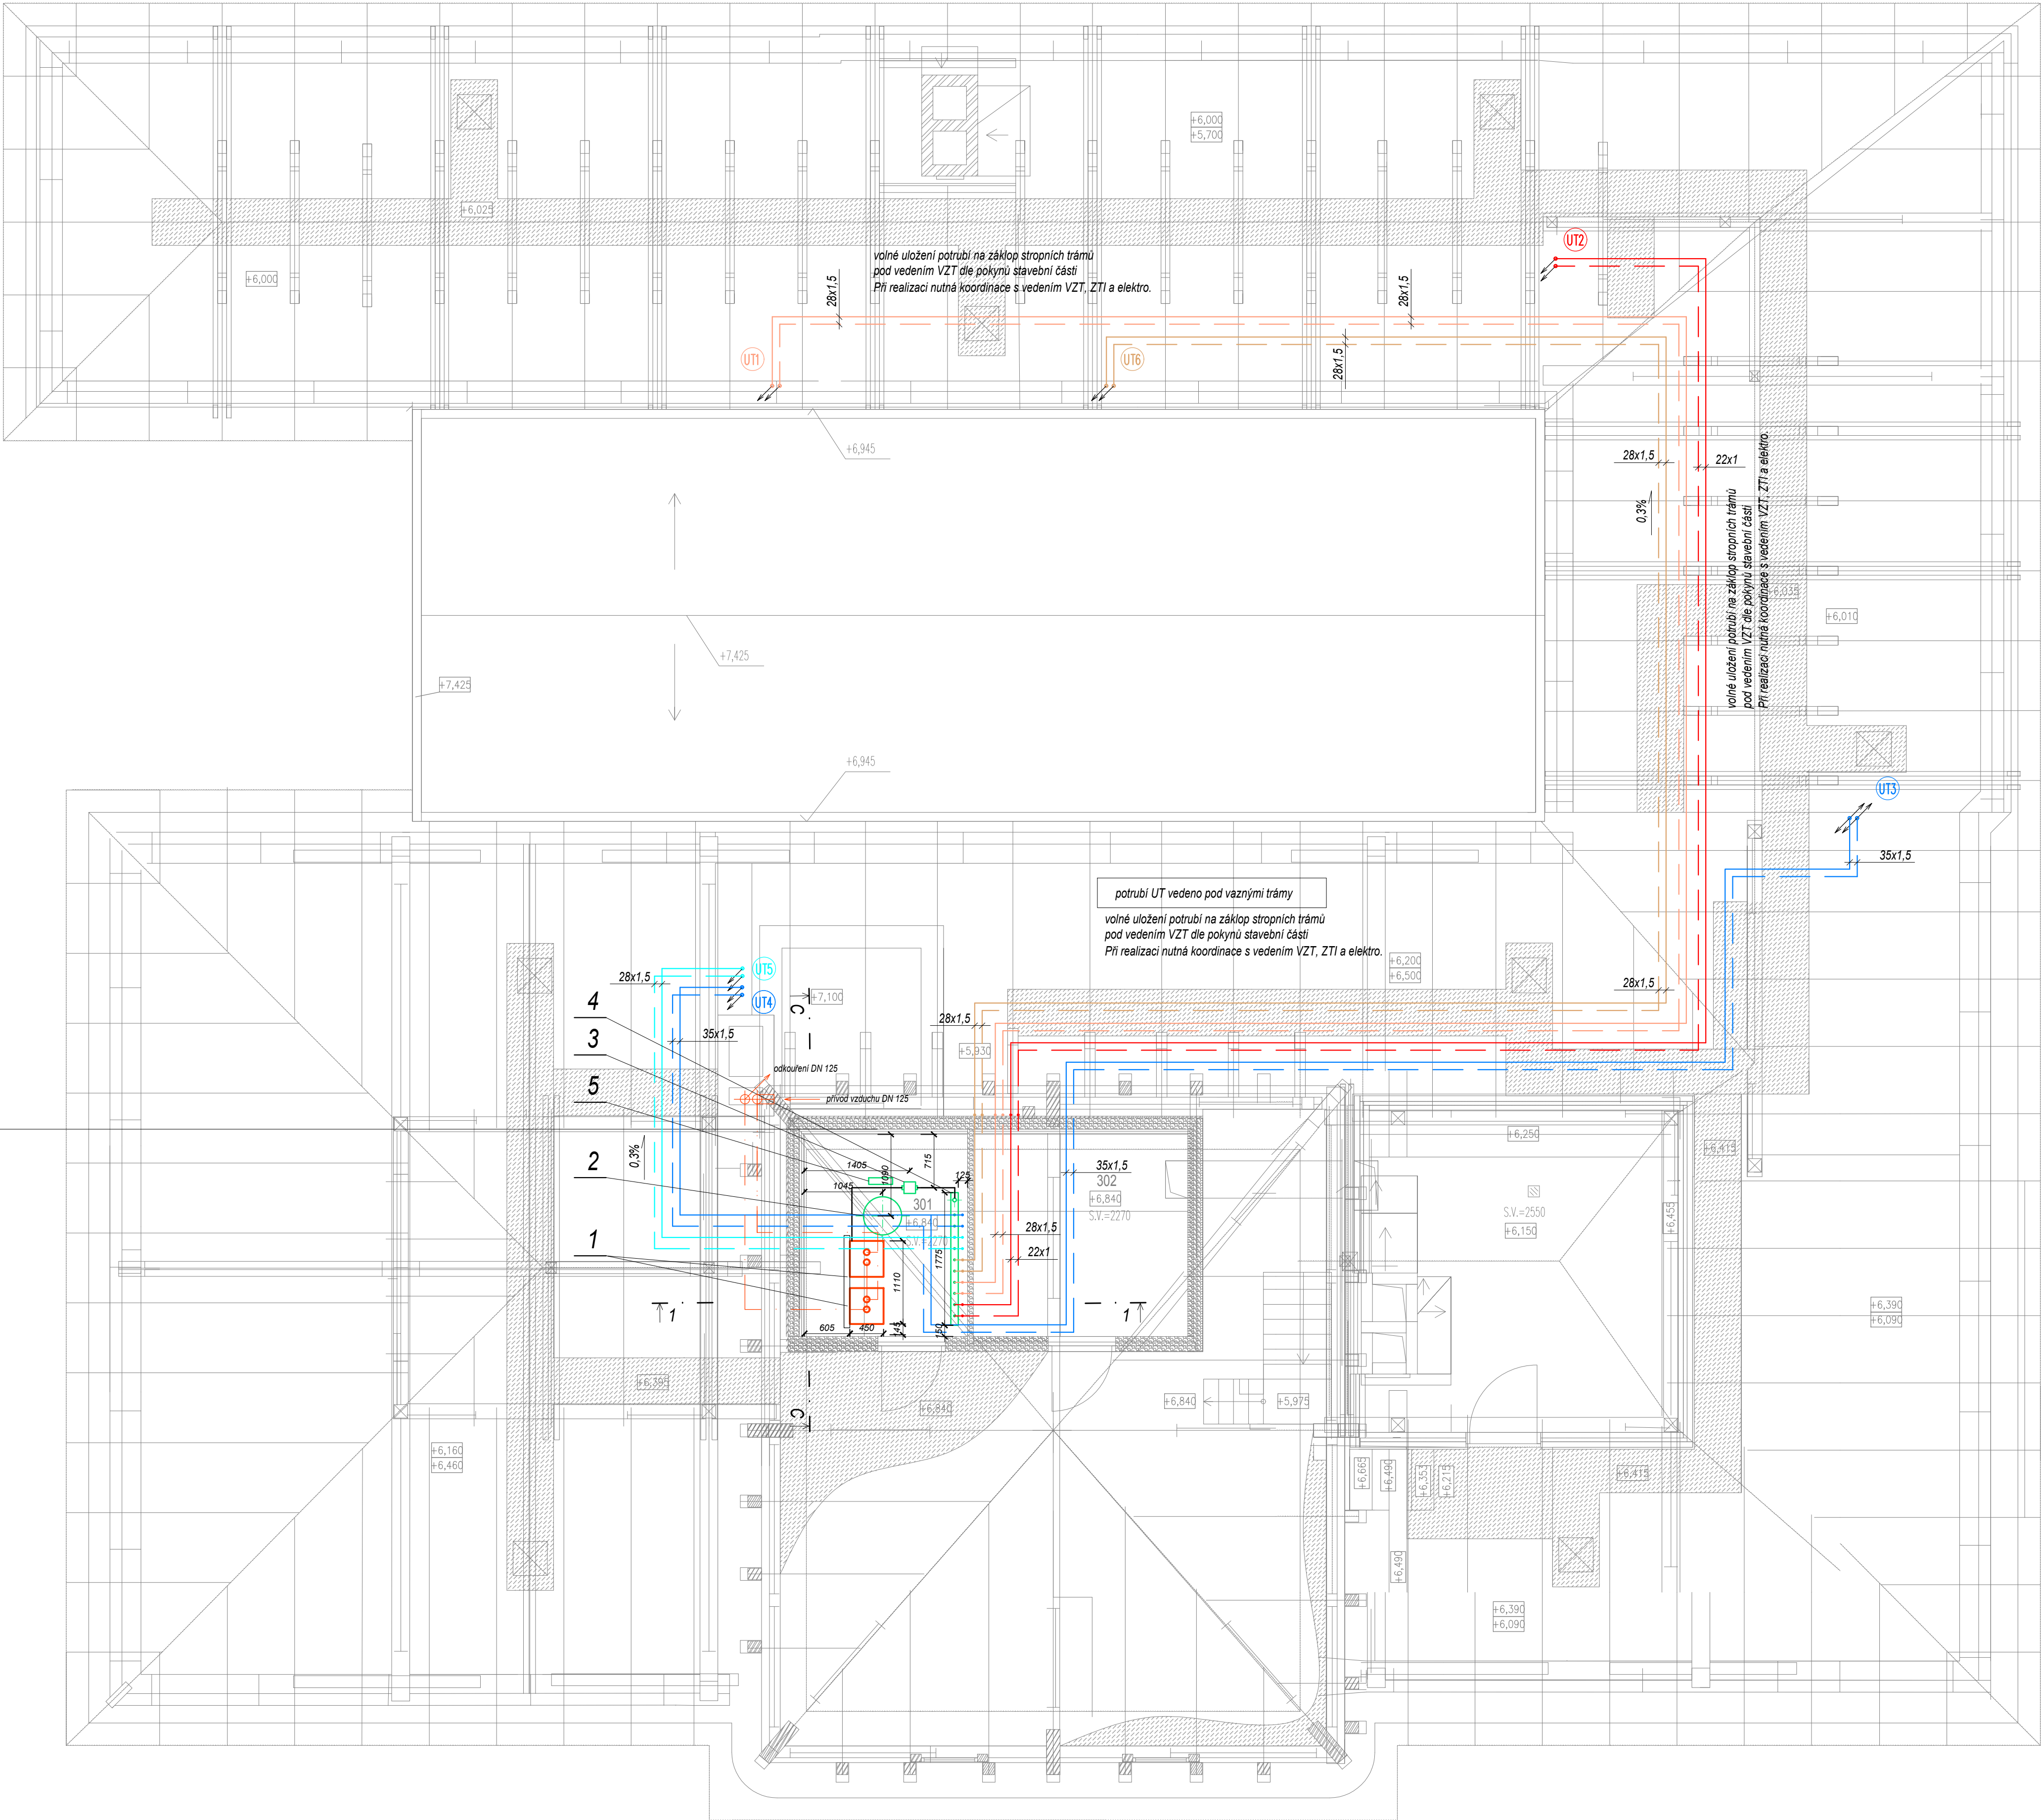 +6,000
+5,700
+6,025
+6,000
UT2
volné uložení potrubí na záklop stropních trámů
pod vedením VZT dle pokynů stavební části
Při realizaci nutná koordinace s vedením VZT, ZTI a elektro.
28x1,5
28x1,5
28x1,5
UT1
UT6
+6,945
28x1,5
22x1
0,3%
volné uložení potrubí na záklop stropních trámů
pod vedením VZT dle pokynů stavební části
Při realizaci nutná koordinace s vedením VZT, ZTI a elektro.
+6,035
+6,010
+7,425
+7,425
+6,945
UT3
35x1,5
potrubí UT vedeno pod vaznými trámy
volné uložení potrubí na záklop stropních trámů
pod vedením VZT dle pokynů stavební části
Při realizaci nutná koordinace s vedením VZT, ZTI a elektro.
+6,200
+6,500
UT5
28x1,5
28x1,5
UT4
+7,100
C
4
28x1,5
35x1,5
3
+5,930
odkouření DN 125
5
přívod vzduchu DN 125
+6,250
+6,415
0,3%
2
1405
1090
715
125
35x1,5
302
+6,840
S.V.=2270
1045
301
+6,840
S.V.=2270
28x1,5
22x1
1775
1110
S.V.=2550
+6,150
+6,455
1
1
1
605
450
145
150
+6,390
+6,090
+6,395
+6,840
+6,840
+5,975
C
+6,160
+6,460
+6,665
+6,490
+6,353
+6,215
+6,415
+6,490
+6,390
+6,090